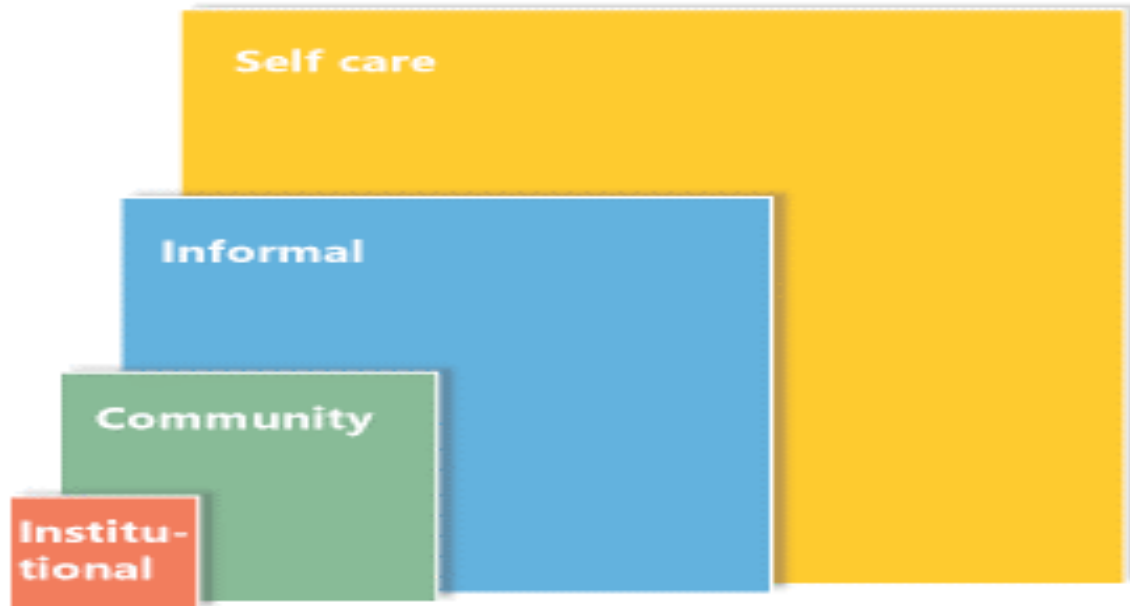 Self care
Informal
Community
Institu-
tional